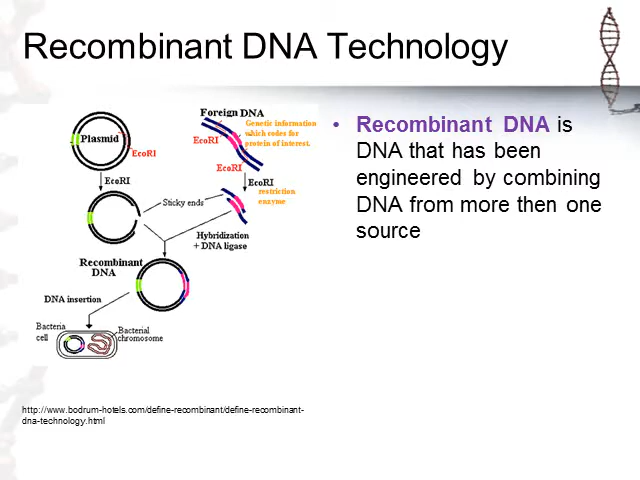 Recombinant DNA Technology
Foreign DNA
Genetic information
which codes for
protein of interest.
Plasmid
EcoRI
EcoRI
EcoRI
EcoRI
EcoRI
restriction
enzyme
Sticky ends
Hybridization
+ DNA ligase
Recombinant
DNA
DNA insertion
Bacteria
cell
Bacterial
chromosome
• Recombinant DNA is
DNA that has been
engineered by combining
DNA from more then one
source
http://www.bodrum-hotels.com/define-recombinant/define-recombinant-
dna-technology.html